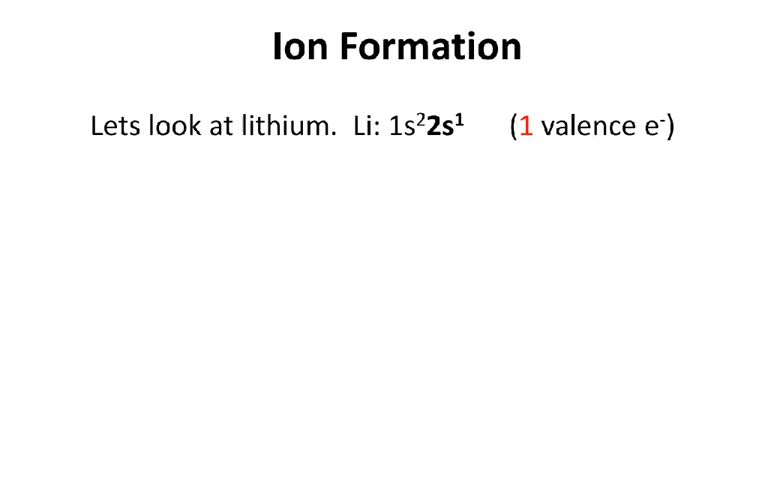 Ion Formation
Lets look at lithium. Li: 1s²2s¹ (1 valence e⁻)